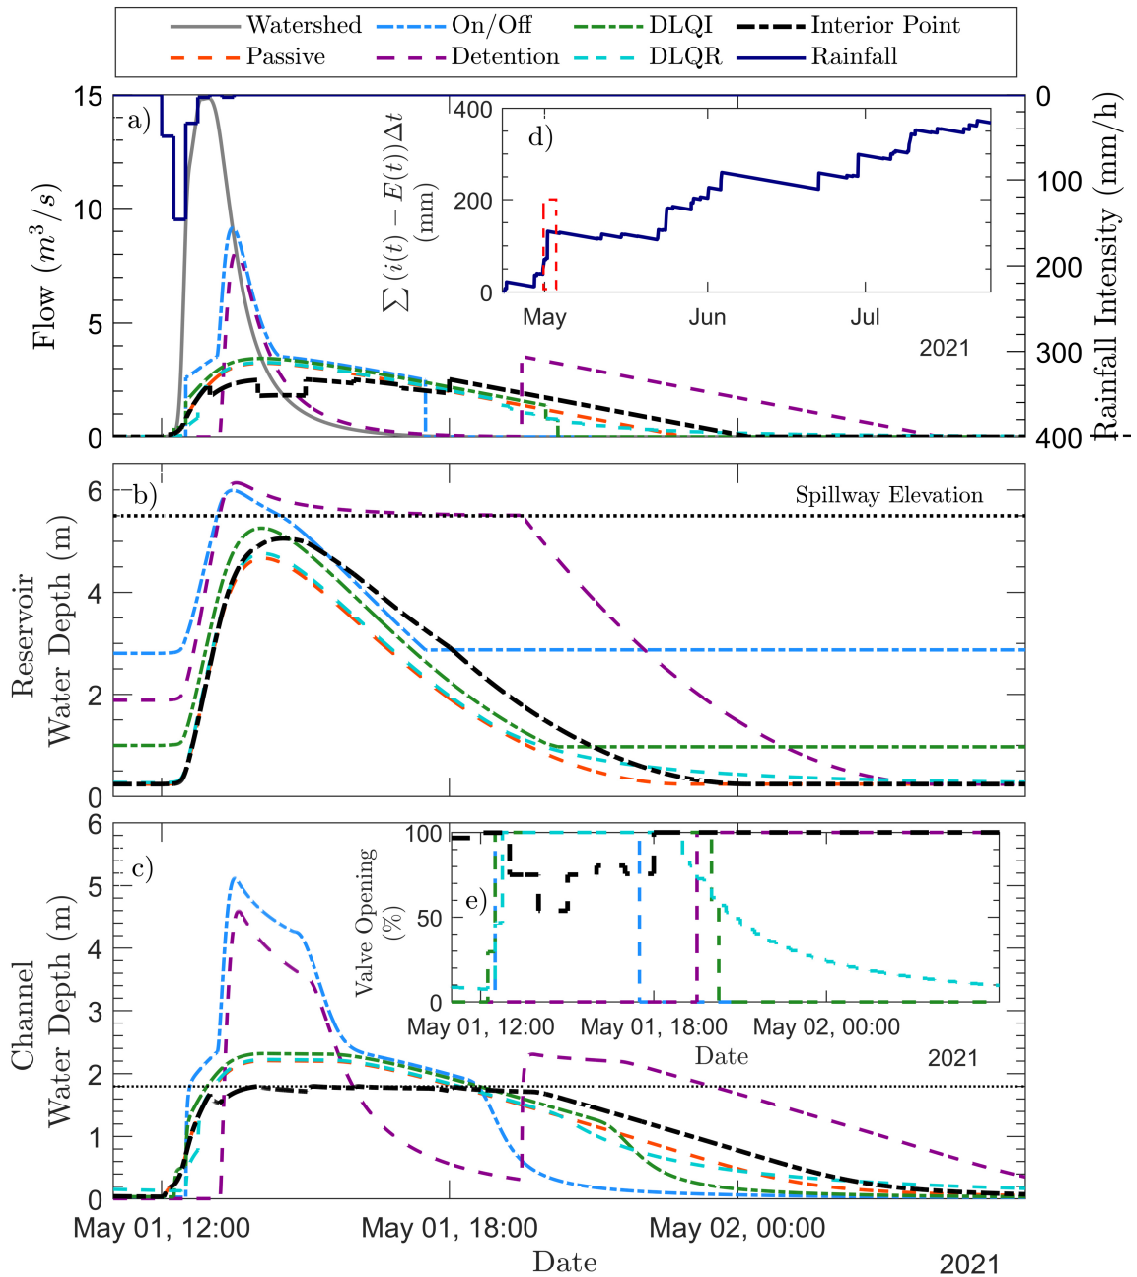 Watershed On/Off DLQI Interior Point
Passive Detention DLQR Rainfall
a)
Flow (m³/s)
15
10
5
0
Rainfall Intensity (mm/h)
0
100
200
300
400
d)
∑(i(t) − E(t))Δt
(mm)
400
200
0
May Jun Jul
2021
b)
Spillway Elevation
Reservoir
Water Depth (m)
6
4
2
0
c)
Channel
Water Depth (m)
6
5
4
3
2
1
0
e)
Valve Opening
(%)
100
50
0
May 01, 12:00 May 01, 18:00 May 02, 00:00
Date
2021
May 01, 12:00 May 01, 18:00 May 02, 00:00
Date
2021